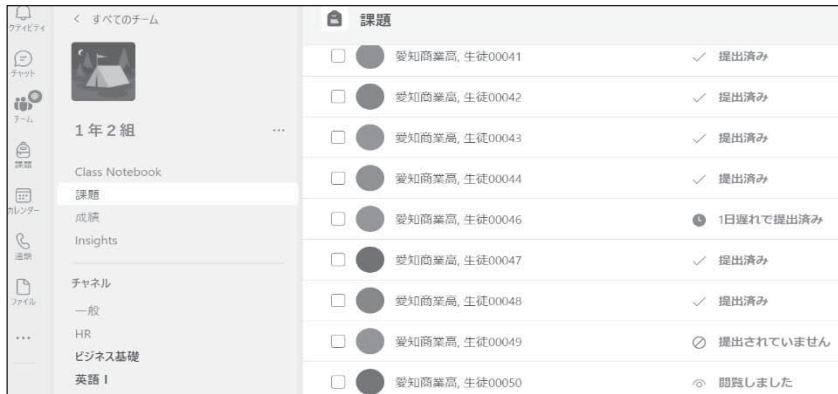 クティビティ
チャット
チーム
課題
カレンダー
通話
ファイル
…
く すべてのチーム
1年2組
…
Class Notebook
課題
成績
Insights
チャネル
一般
HR
ビジネス基礎
英語 I
課題
愛知商業高, 生徒00041 提出済み
愛知商業高, 生徒00042 提出済み
愛知商業高, 生徒00043 提出済み
愛知商業高, 生徒00044 提出済み
愛知商業高, 生徒00046 1日遅れで提出済み
愛知商業高, 生徒00047 提出済み
愛知商業高, 生徒00048 提出済み
愛知商業高, 生徒00049 提出されていません
愛知商業高, 生徒00050 閲覧しました